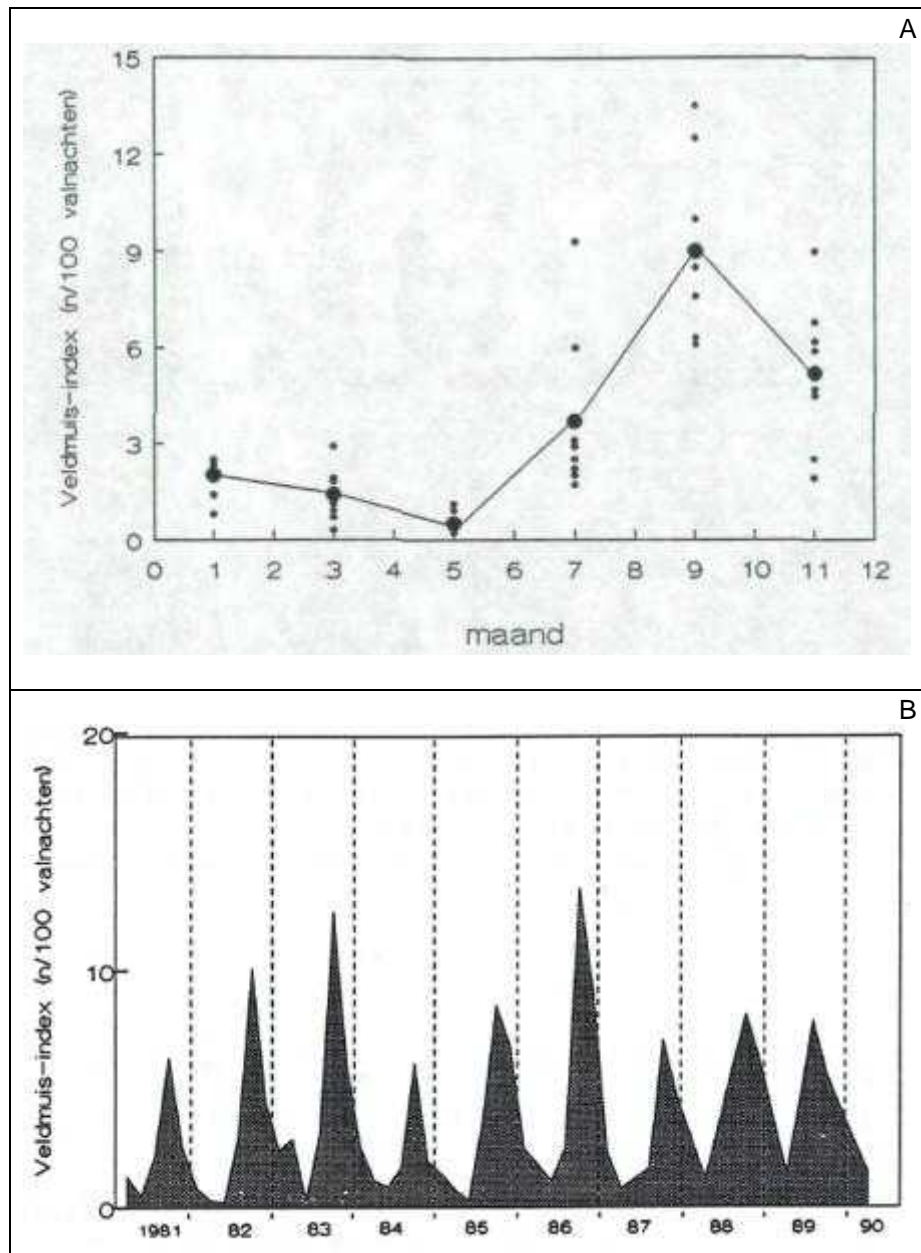 A
Veldmuis-index (n/100 valnachten)
15
12
9
6
3
0
0 1 2 3 4 5 6 7 8 9 10 11 12
maand
B
Veldmuis-index (n/100 valnachten)
20
10
0
1981 82 83 84 85 86 87 88 89 90